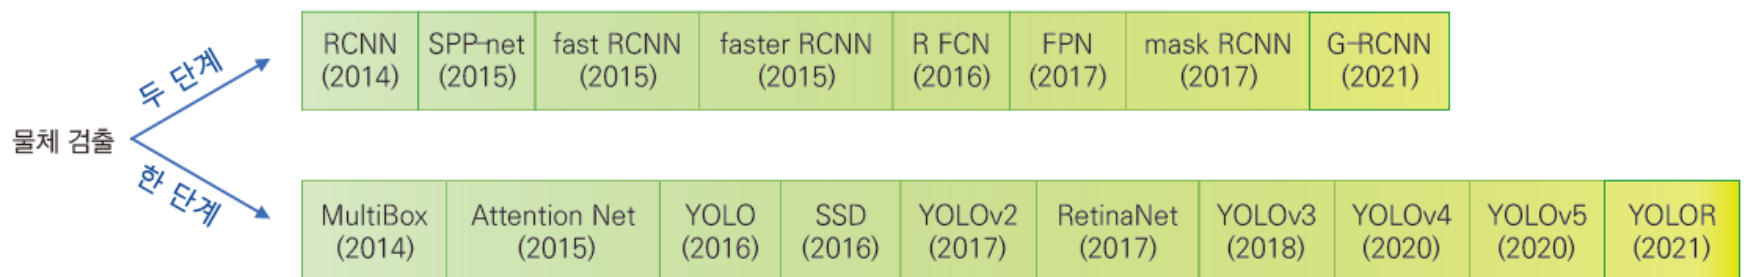 RCNN SPP-net fast RCNN faster RCNN R FCN FPN mask RCNN G-RCNN
(2014) (2015) (2015) (2015) (2016) (2017) (2017) (2021)
두 단계
물체 검출
한 단계
MultiBox Attention Net YOLO SSD YOLOv2 RetinaNet YOLOv3 YOLOv4 YOLOv5 YOLOR
(2014) (2015) (2016) (2016) (2017) (2017) (2018) (2020) (2020) (2021)